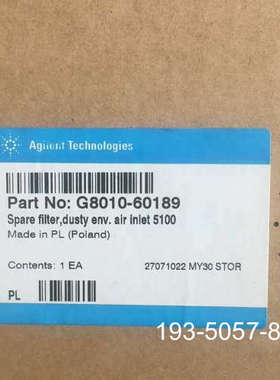 Agilent Technologies
Part No: G8010-60189
Spare filter,dusty env. air inlet 5100
Made in PL (Poland)
Contents: 1 EA
27071022 MY30 STOR
PL
193-5057-8